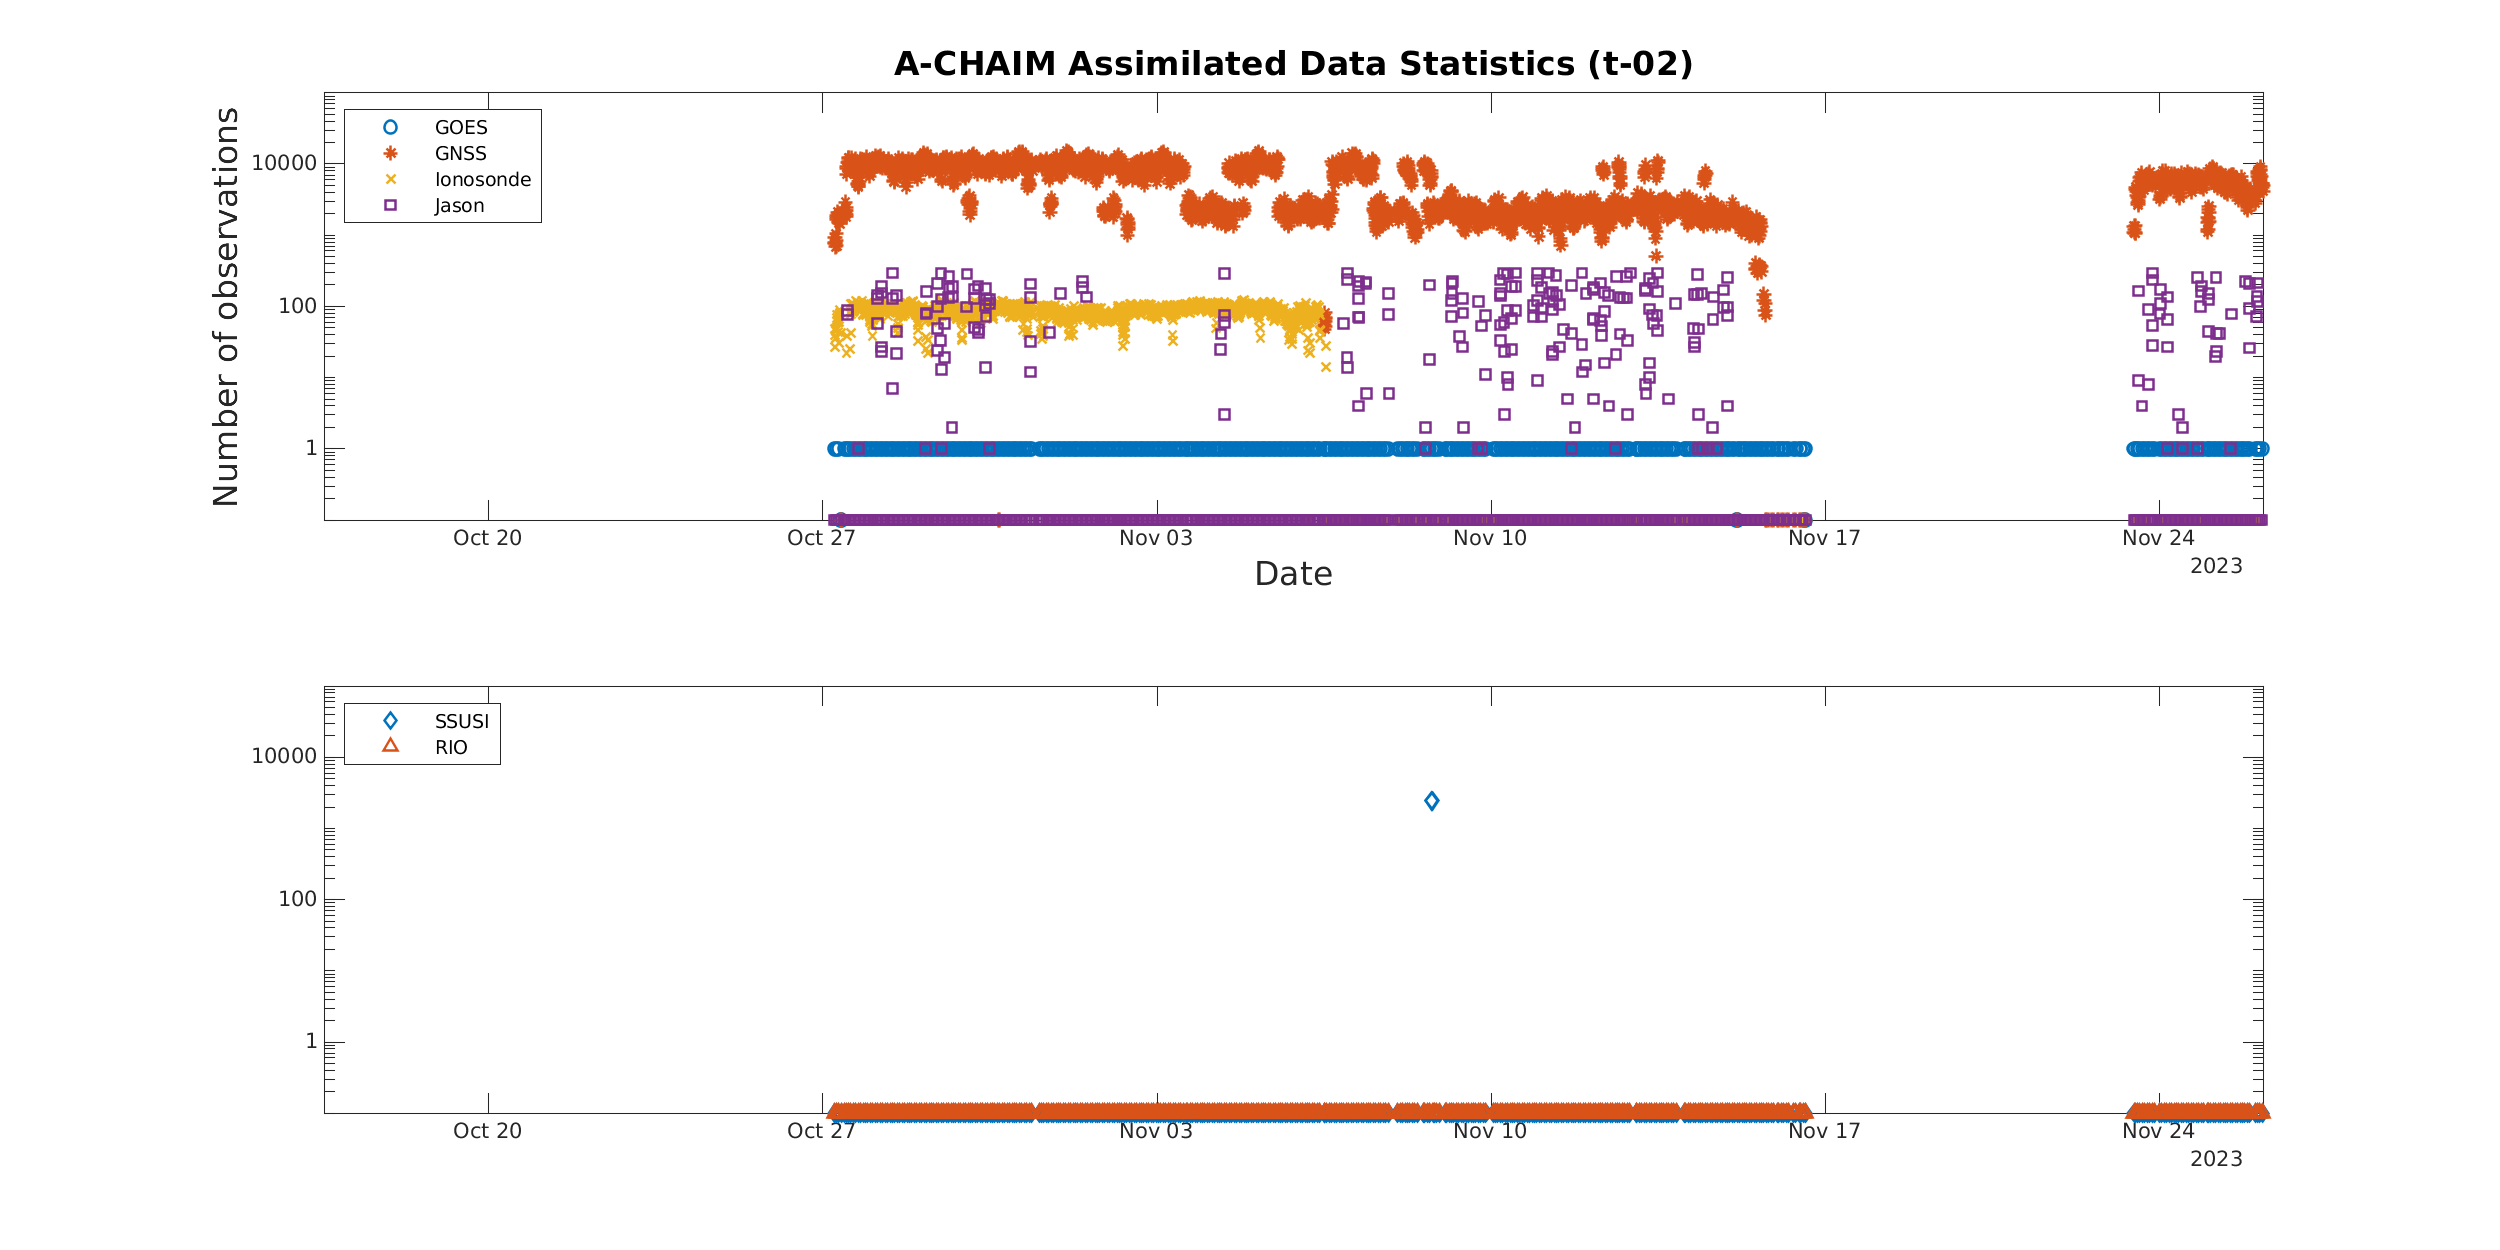 A-CHAIM Assimilated Data Statistics (t-02)
GOES
GNSS
Ionosonde
Jason
Number of observations
10000
100
1
Oct 20
Oct 27
Nov 03
Nov 10
Nov 17
Nov 24
2023
Date
SSUSI
RIO
10000
100
1
Oct 20
Oct 27
Nov 03
Nov 10
Nov 17
Nov 24
2023